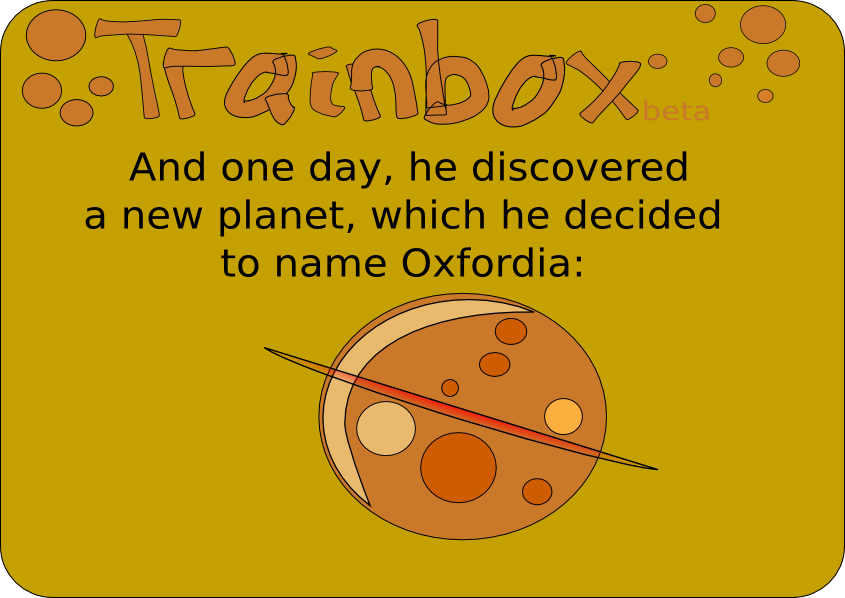 Trainbox
beta
And one day, he discovered
a new planet, which he decided
to name Oxfordia: